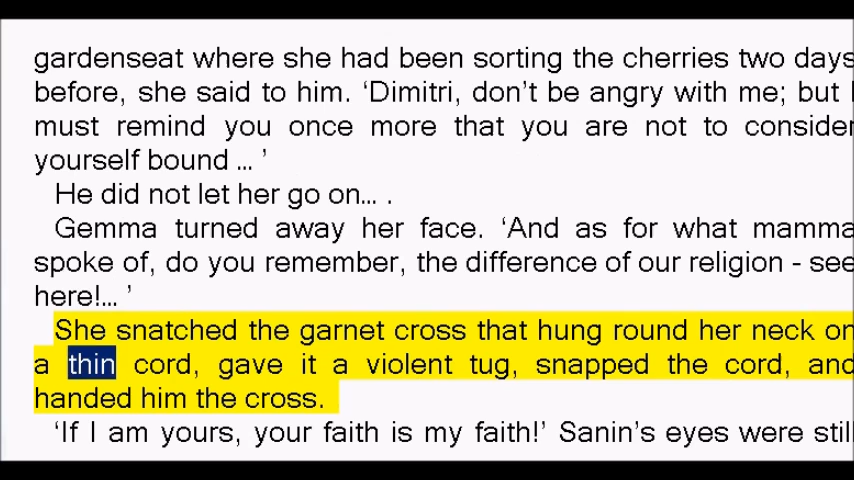 gardenseat where she had been sorting the cherries two days
before, she said to him. ‘Dimitri, don’t be angry with me; but I
must remind you once more that you are not to consider
yourself bound ... ’
He did not let her go on... .
Gemma turned away her face. ‘And as for what mamma
spoke of, do you remember, the difference of our religion - see
here!... ’
She snatched the garnet cross that hung round her neck on
a thin cord, gave it a violent tug, snapped the cord, and
handed him the cross.
‘If I am yours, your faith is my faith!’ Sanin’s eyes were still